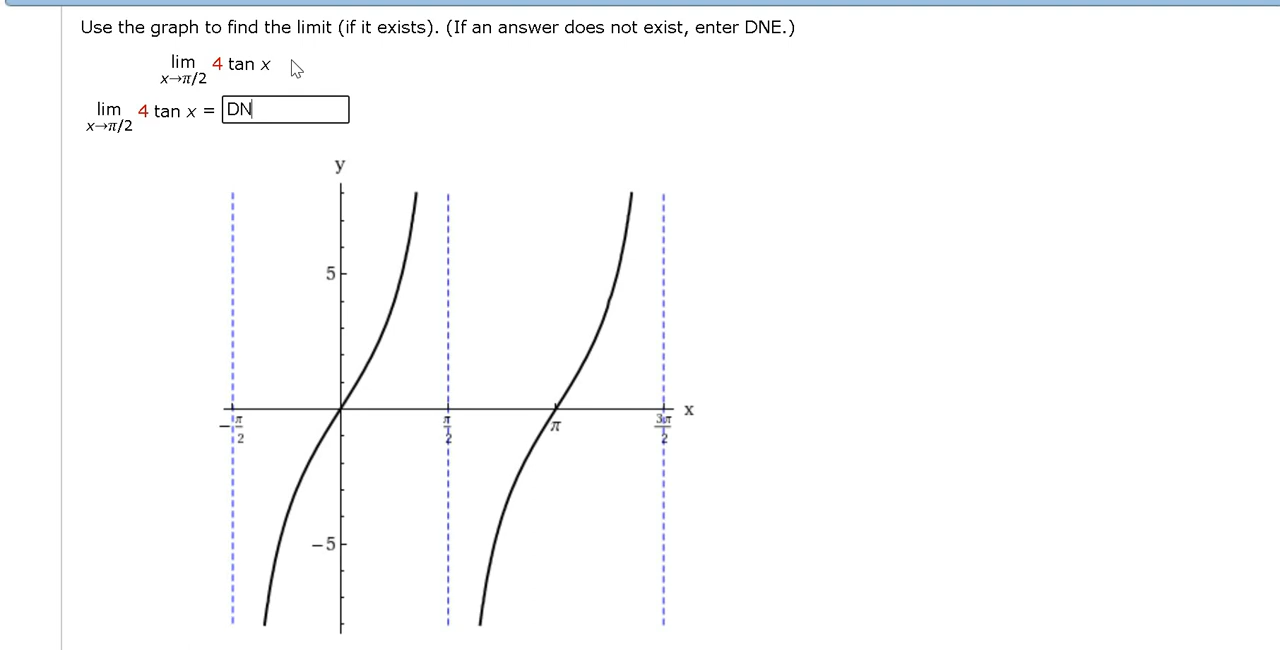 Use the graph to find the limit (if it exists). (If an answer does not exist, enter DNE.)
lim 4 tan x
x→π/2
lim 4 tan x = DN
x→π/2
y
5
x
−π/2
π/2
π
3π/2
−5